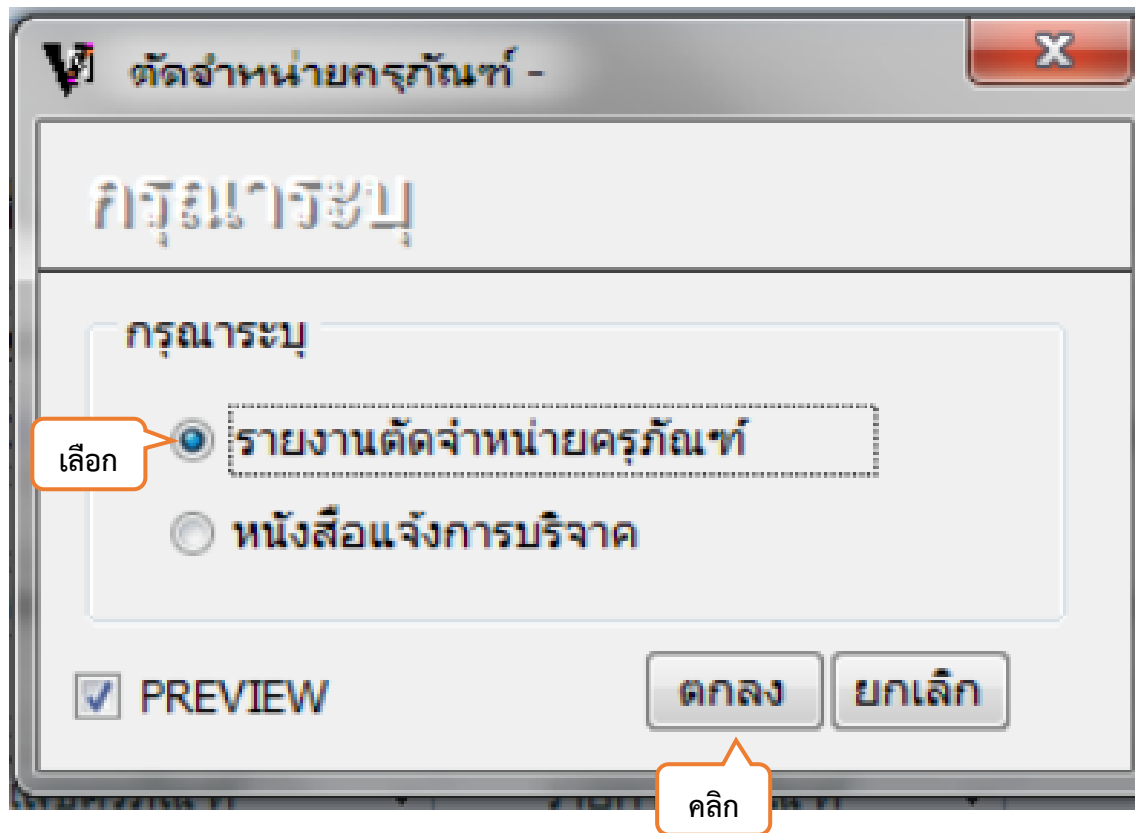 ตัดจำหน่ายครุภัณฑ์ -
กรุณาระบุ
กรุณาระบุ
เลือก
รายงานตัดจำหน่ายครุภัณฑ์
หนังสือแจ้งการบริจาค
PREVIEW
ตกลง
ยกเลิก
คลิก